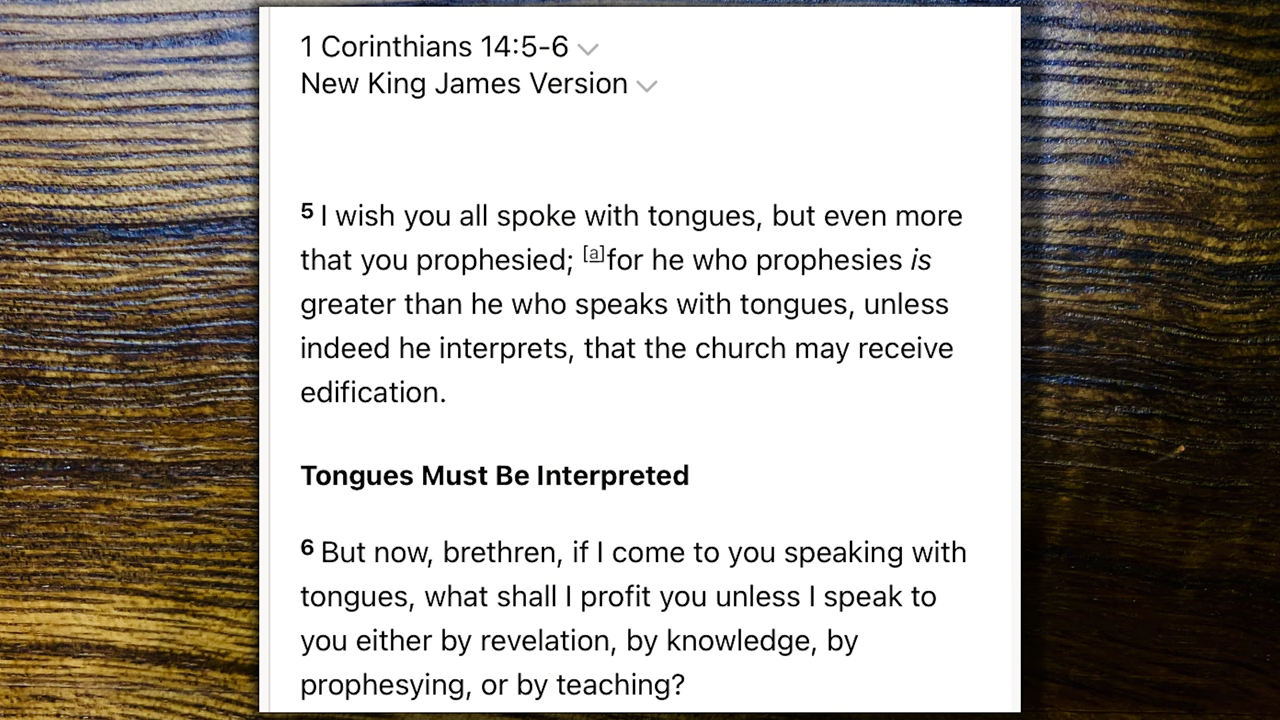 1 Corinthians 14:5-6
New King James Version
5 I wish you all spoke with tongues, but even more
that you prophesied; [a]for he who prophesies is
greater than he who speaks with tongues, unless
indeed he interprets, that the church may receive
edification.
Tongues Must Be Interpreted
6 But now, brethren, if I come to you speaking with
tongues, what shall I profit you unless I speak to
you either by revelation, by knowledge, by
prophesying, or by teaching?